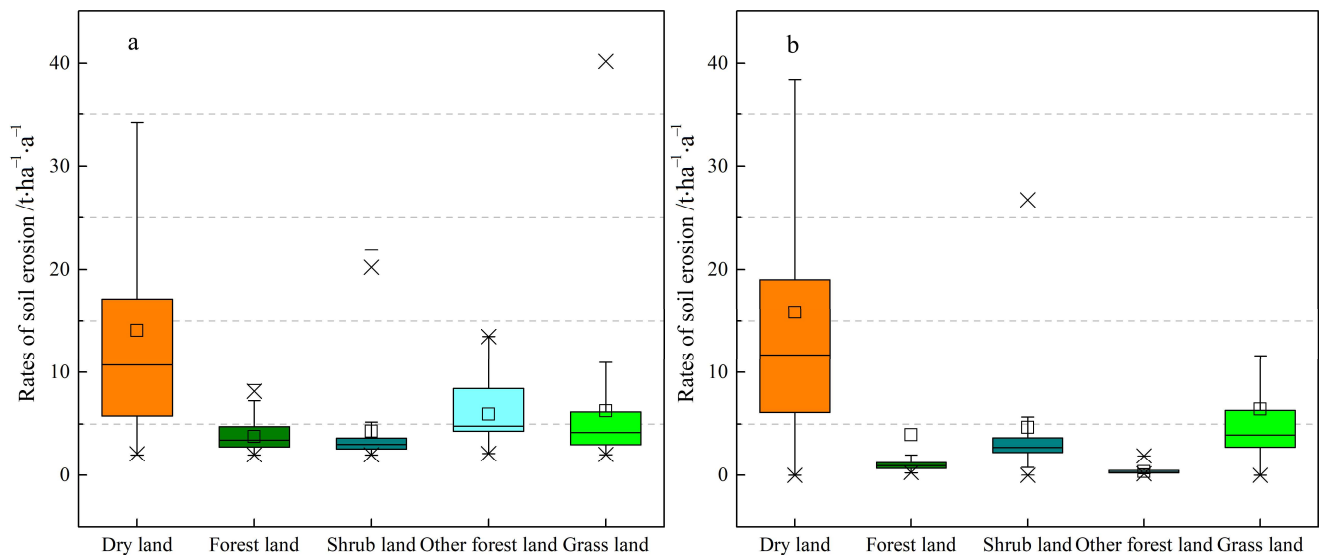 a
Rates of soil erosion /t·ha⁻¹·a⁻¹
40
30
20
10
0
Dry land Forest land Shrub land Other forest land Grass land
b
Rates of soil erosion /t·ha⁻¹·a⁻¹
40
30
20
10
0
Dry land Forest land Shrub land Other forest land Grass land